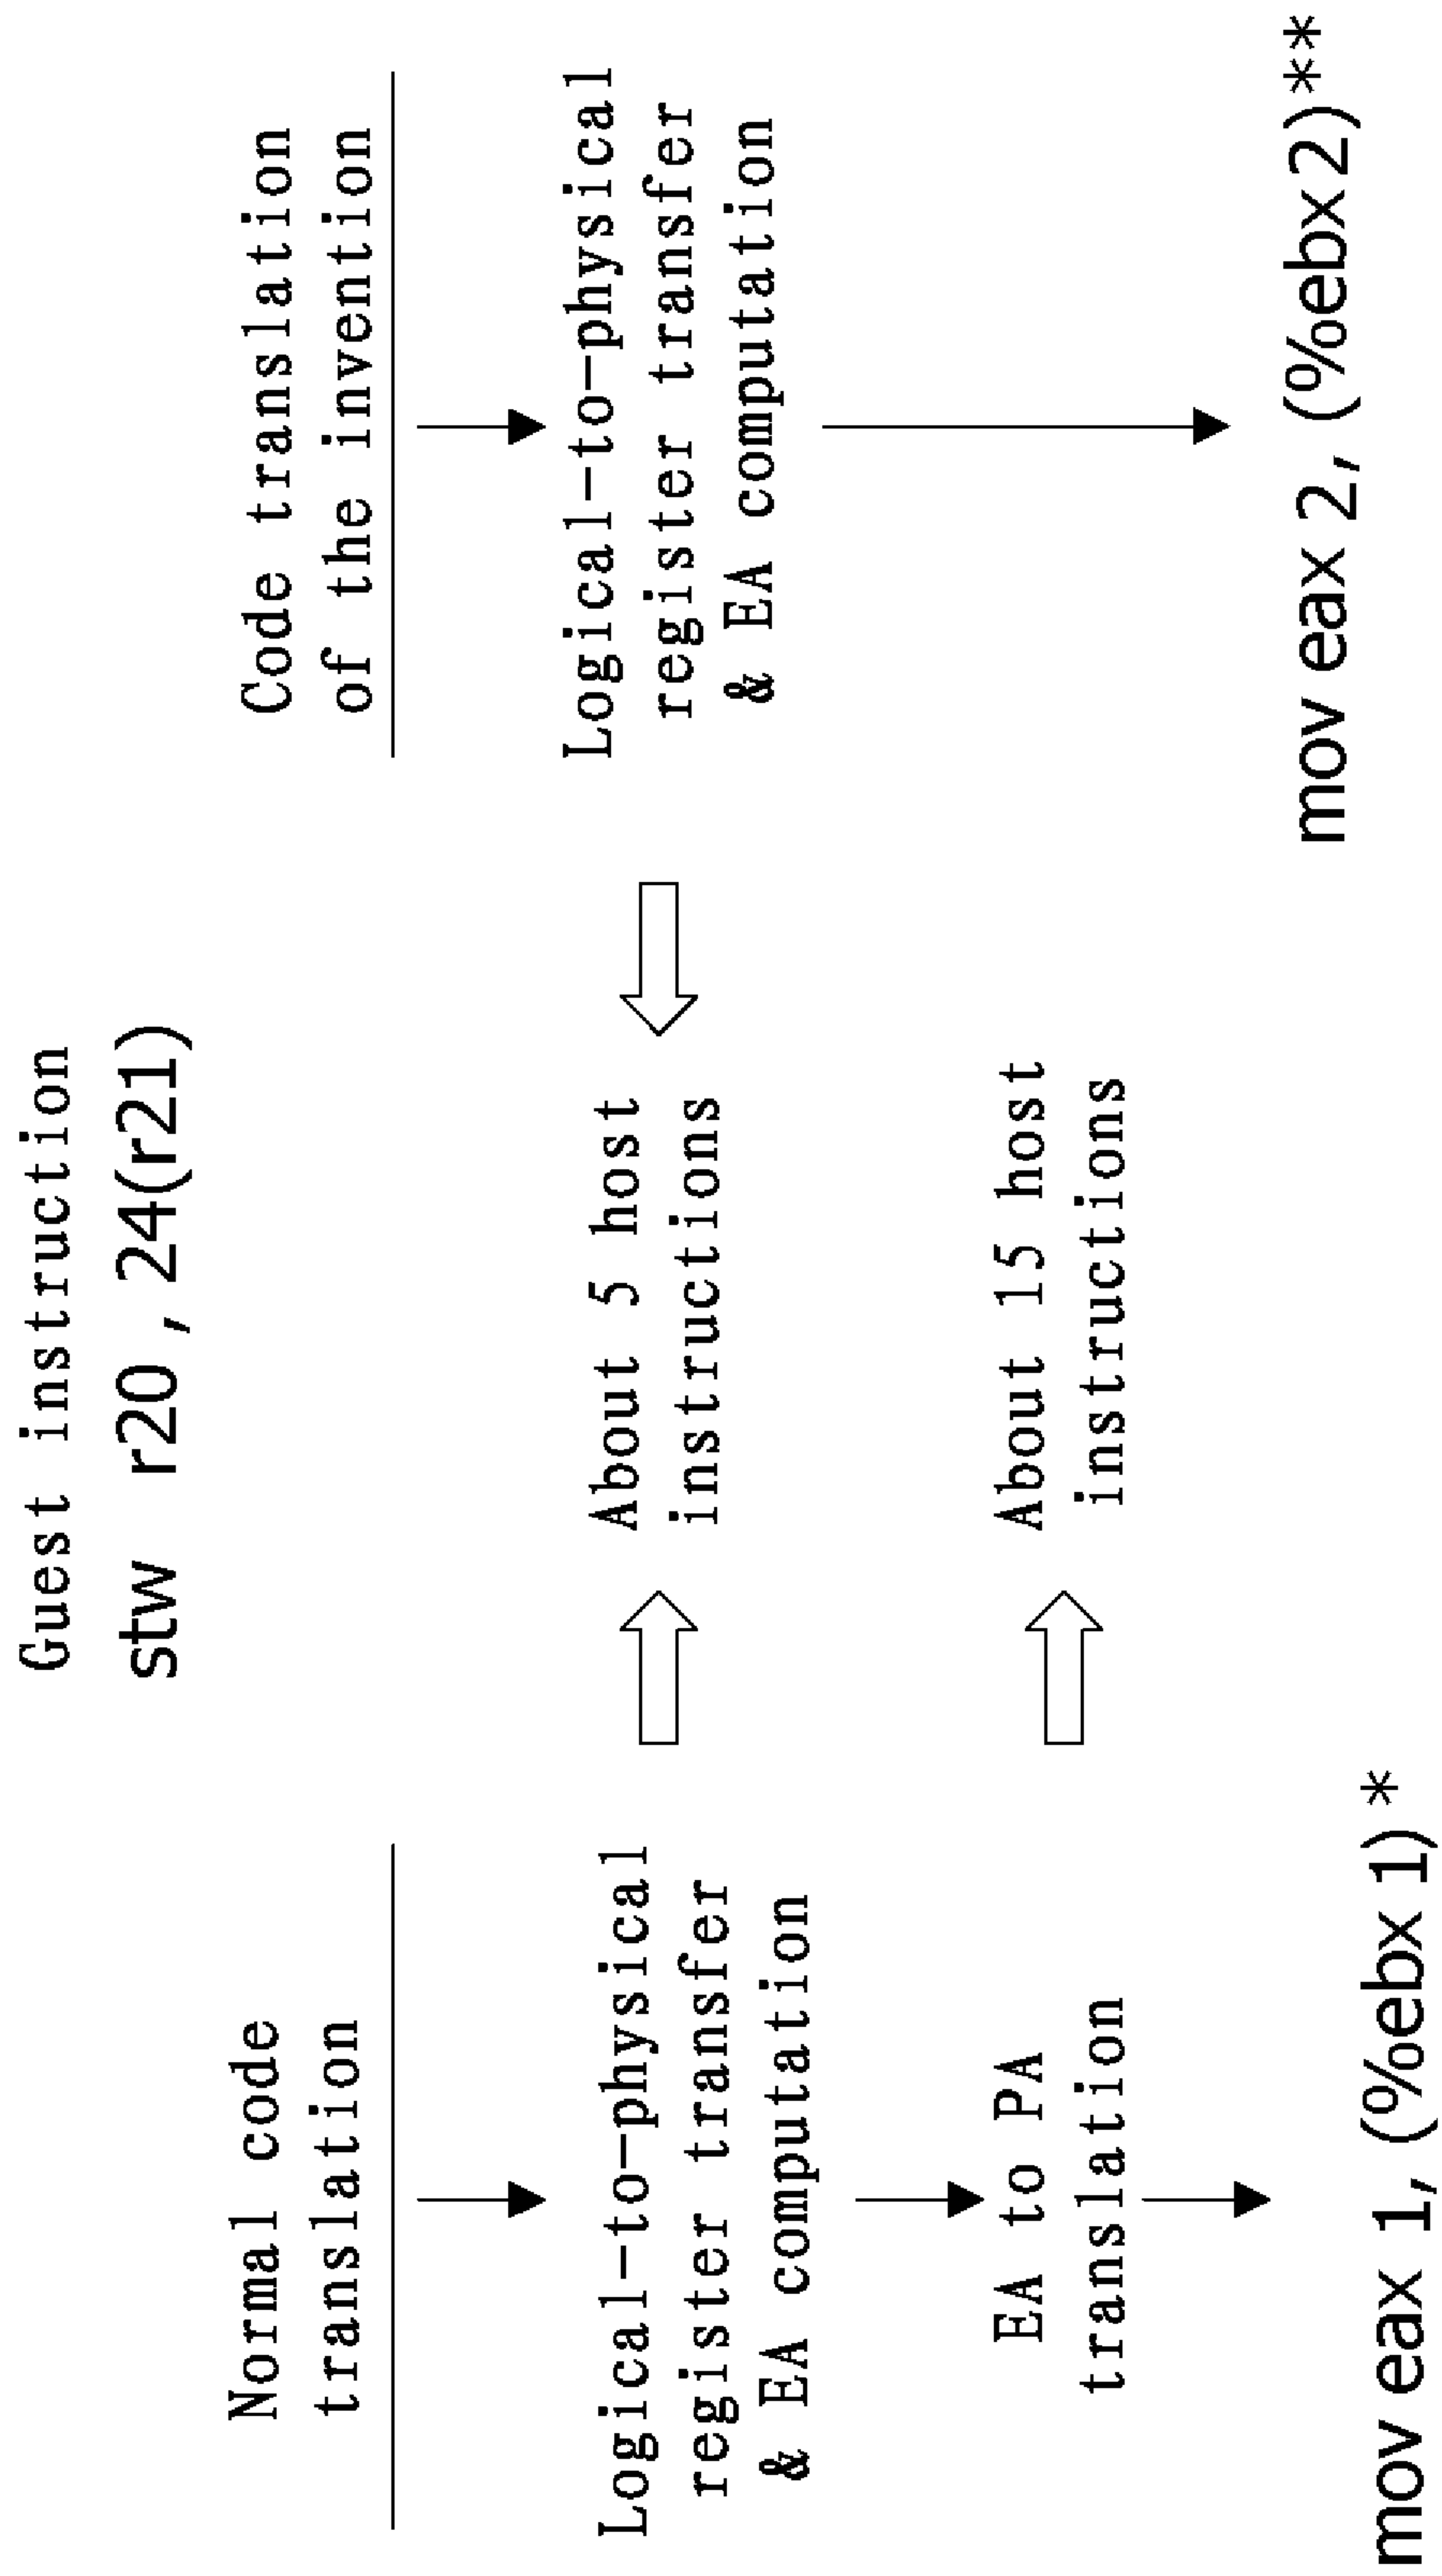 Guest instruction
stw r20 , 24(r21)
Normal code
translation
Logical-to-physical
register transfer
& EA computation
EA to PA
translation
mov eax 1, (%ebx 1)*
About 5 host
instructions
About 15 host
instructions
Code translation
of the invention
Logical-to-physical
register transfer
& EA computation
mov eax 2, (%ebx 2)**